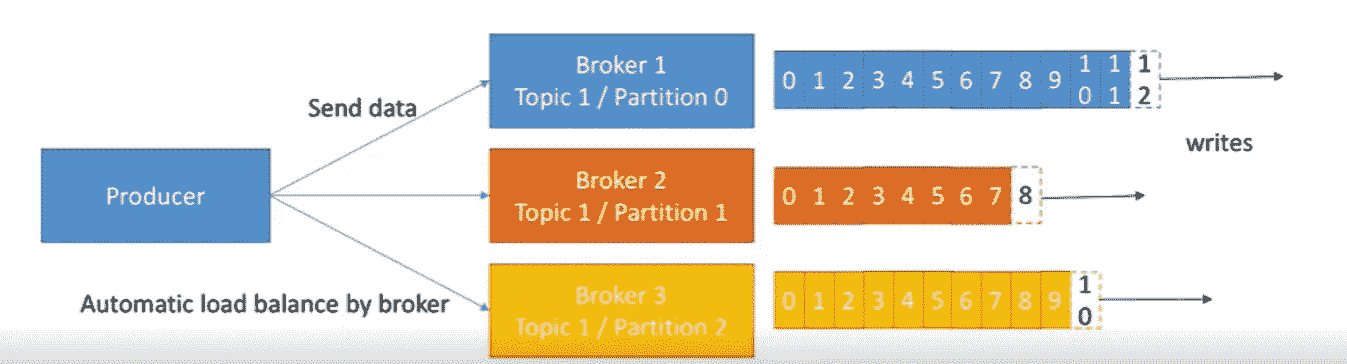 Broker 1
Topic 1 / Partition 0
0 1 2 3 4 5 6 7 8 9 10 11 12
Send data
writes
Producer
Broker 2
Topic 1 / Partition 1
0 1 2 3 4 5 6 7 8
Automatic load balance by broker
Broker 3
Topic 1 / Partition 2
0 1 2 3 4 5 6 7 8 9 10